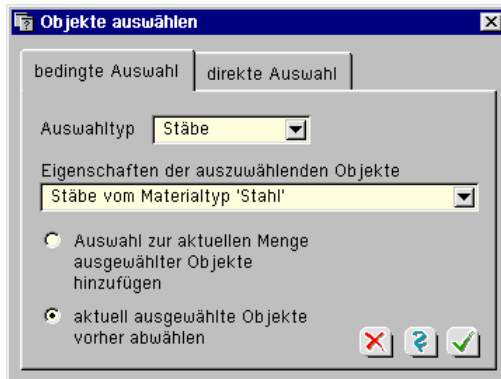 Objekte auswählen
bedingte Auswahl
direkte Auswahl
Auswahltyp
Stäbe
Eigenschaften der auszuwählenden Objekte
Stäbe vom Materialtyp 'Stahl'
Auswahl zur aktuellen Menge
ausgewählter Objekte
hinzufügen
aktuell ausgewählte Objekte
vorher abwählen